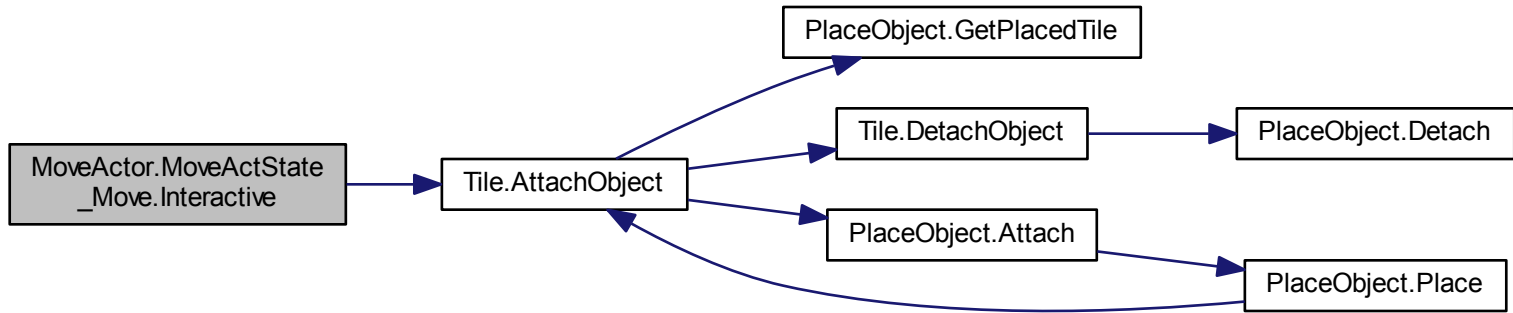 PlaceObject.GetPlacedTile
Tile.DetachObject
PlaceObject.Detach
MoveActor.MoveActState
_Move.Interactive
Tile.AttachObject
PlaceObject.Attach
PlaceObject.Place